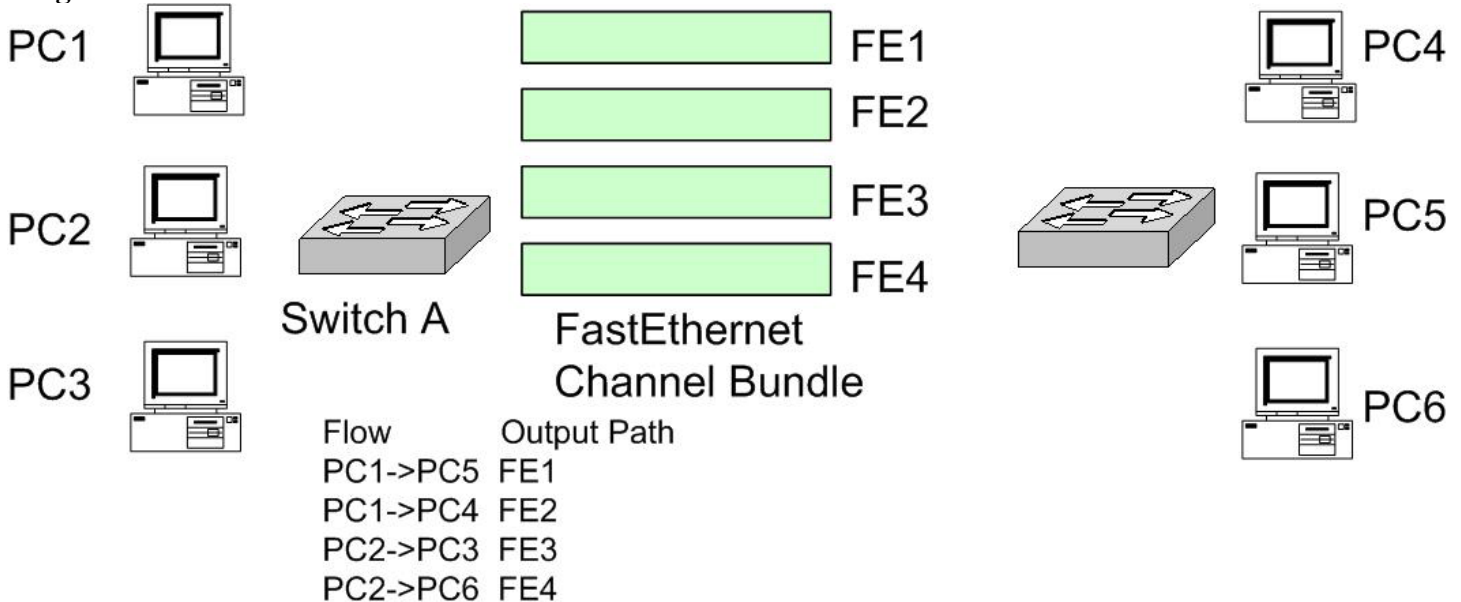 PC1
FE1
PC4
FE2
PC2
FE3
PC5
FE4
Switch A
FastEthernet
Channel Bundle
PC3
PC6
Flow Output Path
PC1->PC5 FE1
PC1->PC4 FE2
PC2->PC3 FE3
PC2->PC6 FE4